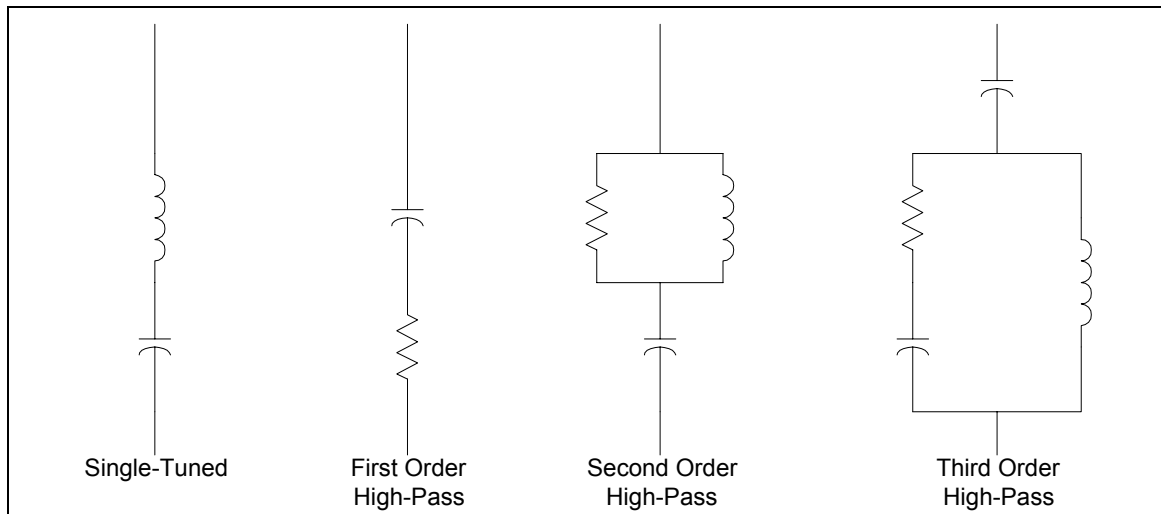 Single-Tuned
First Order
High-Pass
Second Order
High-Pass
Third Order
High-Pass